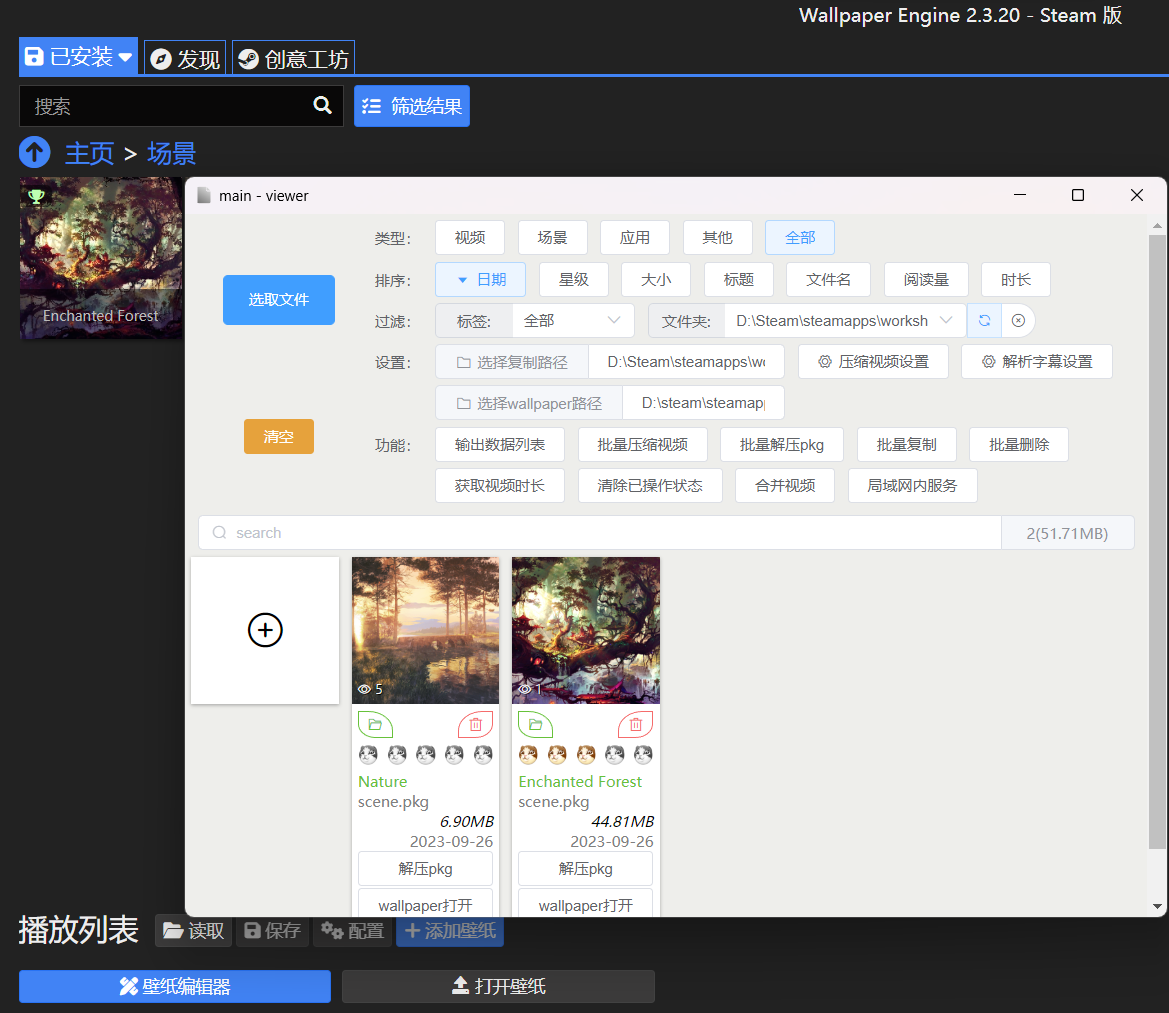 Wallpaper Engine 2.3.20 - Steam 版
已安装 发现 创意工坊
搜索 筛选结果
主页 > 场景
Enchanted Forest
main - viewer
类型: 视频 场景 应用 其他 全部
选取文件
排序: 日期 星级 大小 标题 文件名 阅读量 时长
过滤: 标签: 全部 文件夹: D:\Steam\steamapps\worksh
设置: 选择复制路径 D:\Steam\steamapps\wo 压缩视频设置 解析字幕设置
选择wallpaper路径 D:\steam\steamapp
清空
功能: 输出数据列表 批量压缩视频 批量解压pkg 批量复制 批量删除
获取视频时长 清除已操作状态 合并视频 局域网内服务
search 2(51.71MB)
5
Nature
scene.pkg
6.90MB
2023-09-26
解压pkg
wallpaper打开
1
Enchanted Forest
scene.pkg
44.81MB
2023-09-26
解压pkg
wallpaper打开
播放列表 读取 保存 配置 添加壁纸
壁纸编辑器 打开壁纸